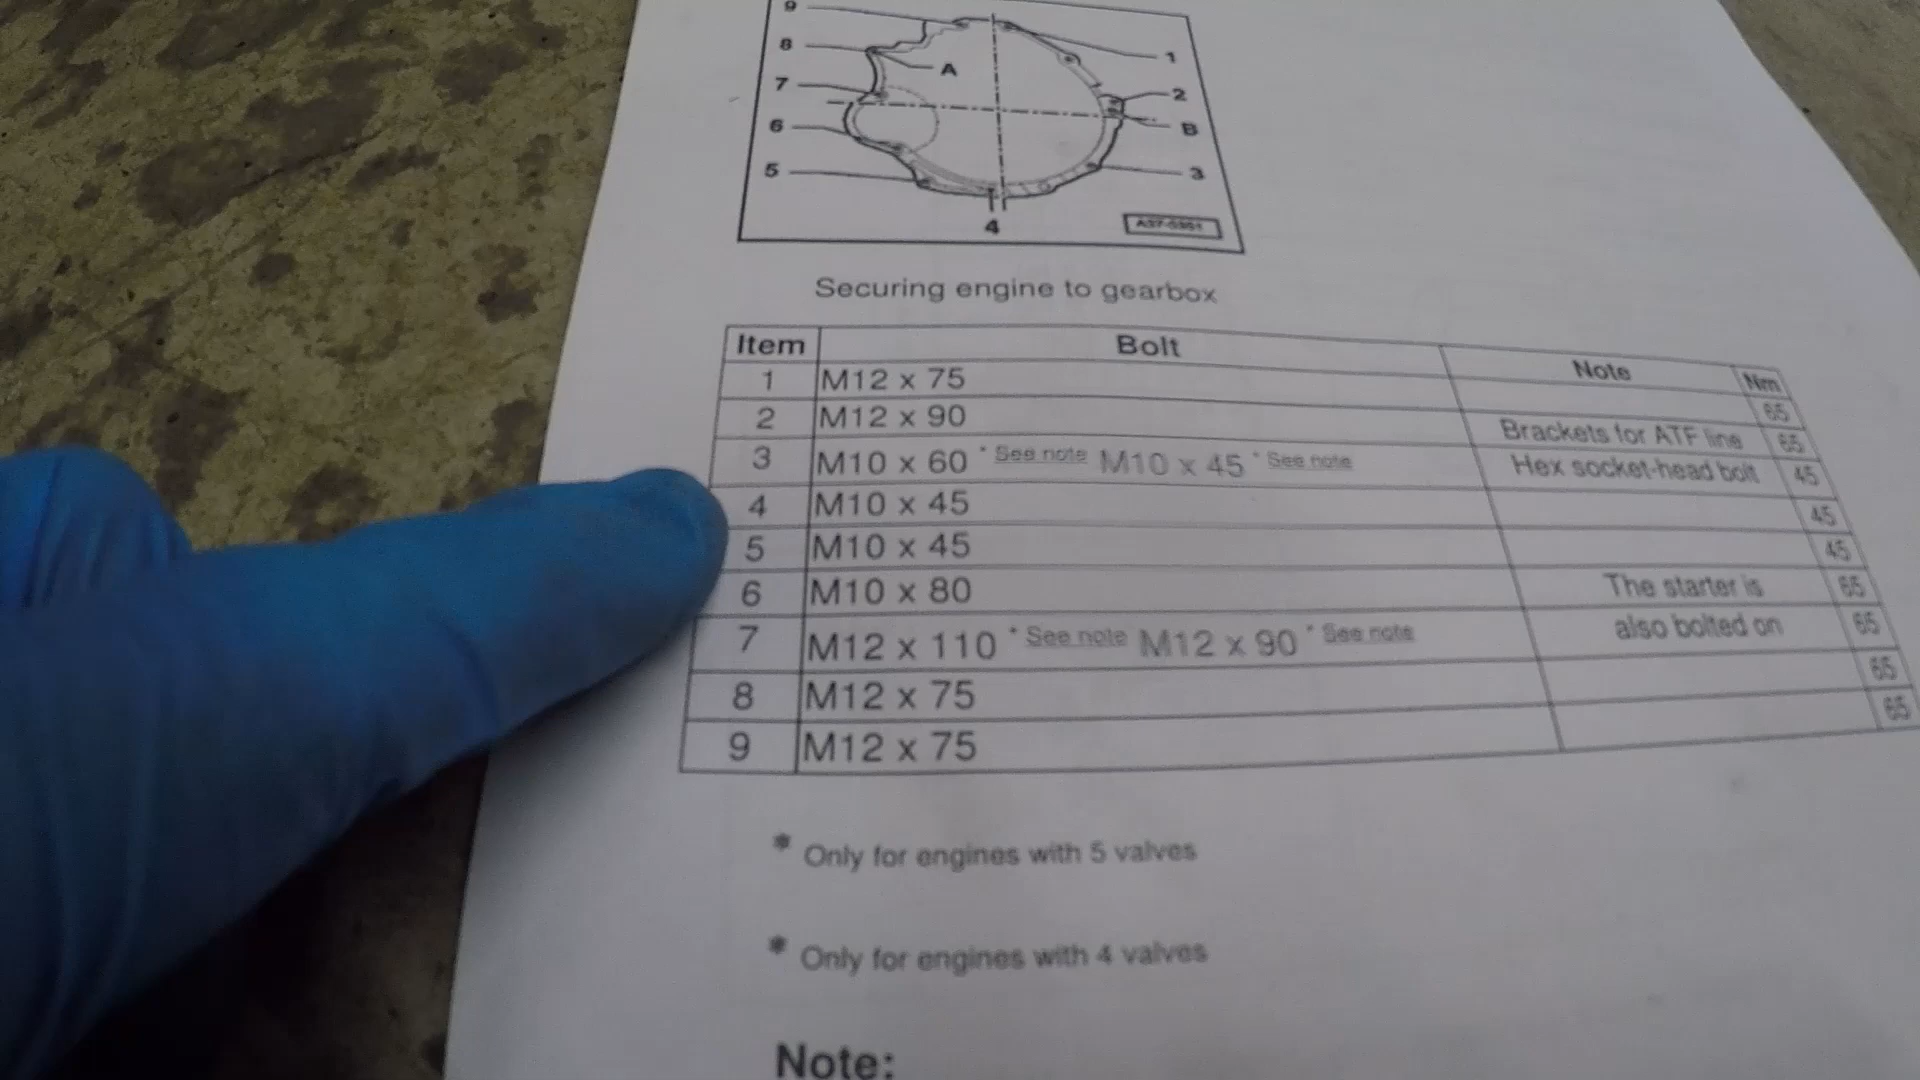 9
8
A
1
7
2
6
B
5
3
4
Securing engine to gearbox
Item Bolt Note Nm
1 M12 x 75 65
2 M12 x 90 Brackets for ATF line 65
3 M10 x 60 * See note M10 x 45 * See note Hex socket-head bolt 45
4 M10 x 45 45
5 M10 x 45 45
6 M10 x 80 The starter is 65
7 M12 x 110 * See note M12 x 90 * See note also bolted on 65
8 M12 x 75 65
9 M12 x 75 65
* Only for engines with 5 valves
* Only for engines with 4 valves
Note: